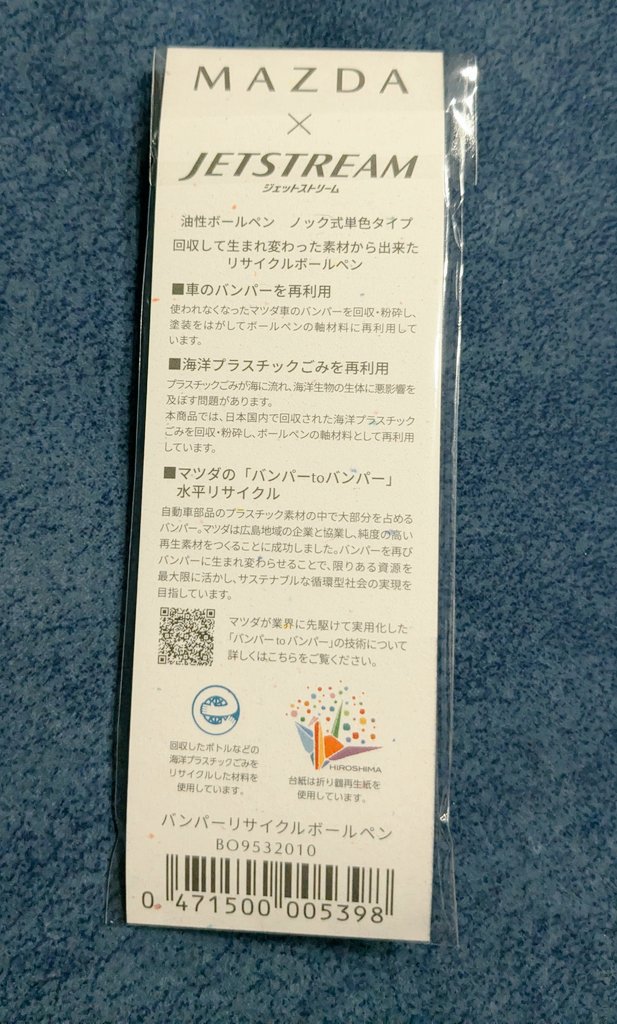 MAZDA
×
JETSTREAM
ジェットストリーム
油性ボールペン ノック式単色タイプ
回収して生まれ変わった素材から出来た
リサイクルボールペン
■車のバンパーを再利用
使われなくなったマツダ車のバンパーを回収・粉砕し、
塗装をはがしてボールペンの軸材料に再利用して
います。
■海洋プラスチックごみを再利用
プラスチックごみが海に流れ、海洋生物の生体に悪影響を
及ぼす問題があります。
本商品では、日本国内で回収された海洋プラスチック
ごみを回収・粉砕し、ボールペンの軸材料として再利用
しています。
■マツダの「バンパーtoバンパー」
水平リサイクル
自動車部品のプラスチック素材の中で大部分を占める
バンパー。マツダは広島地域の企業と協業し、純度の高い
再生素材をつくることに成功しました。バンパーを再び
バンパーに生まれ変わらせることで、限りある資源を
最大限に活かし、サステナブルな循環型社会の実現を
目指しています。
マツダが業界に先駆けて実用化した
「バンパー to バンパー」の技術について
詳しくはこちらをご覧ください。
回収したボトルなどの
海洋プラスチックごみを
リサイクルした材料を
使用しています。
HIROSHIMA
台紙は折り鶴再生紙を
使用しています。
バンパーリサイクルボールペン
BO9532010
0 471500 005398